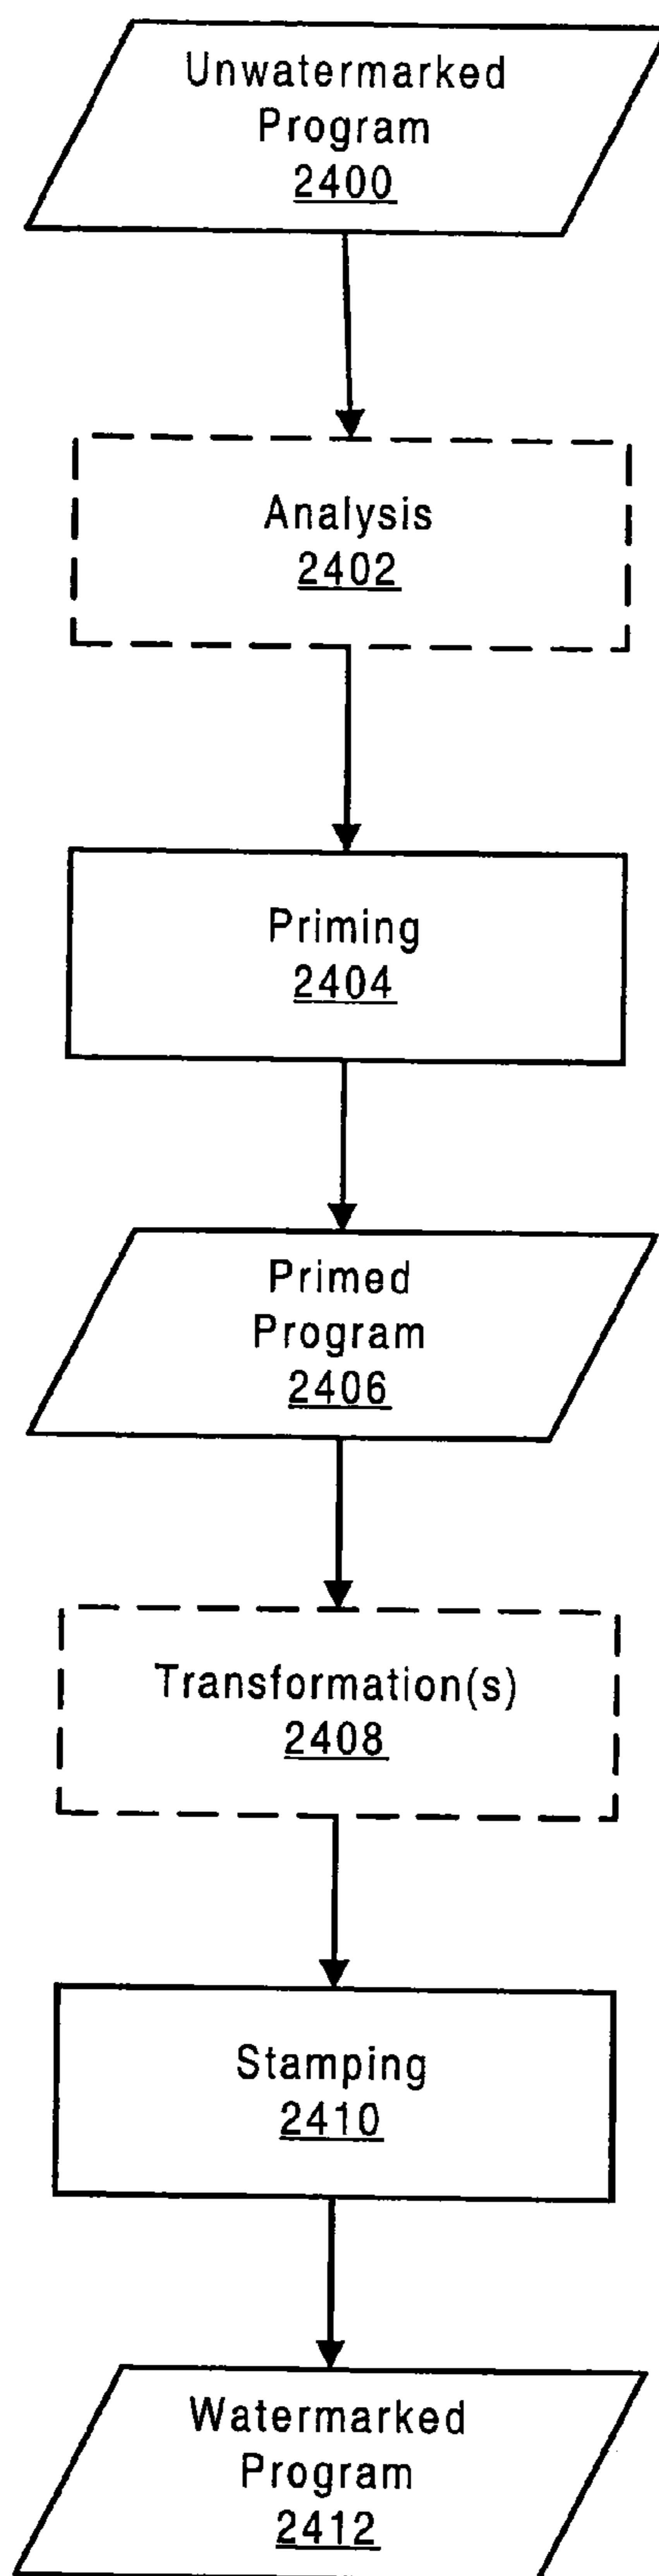 Unwatermarked
Program
2400
Analysis
2402
Priming
2404
Primed
Program
2406
Transformation(s)
2408
Stamping
2410
Watermarked
Program
2412